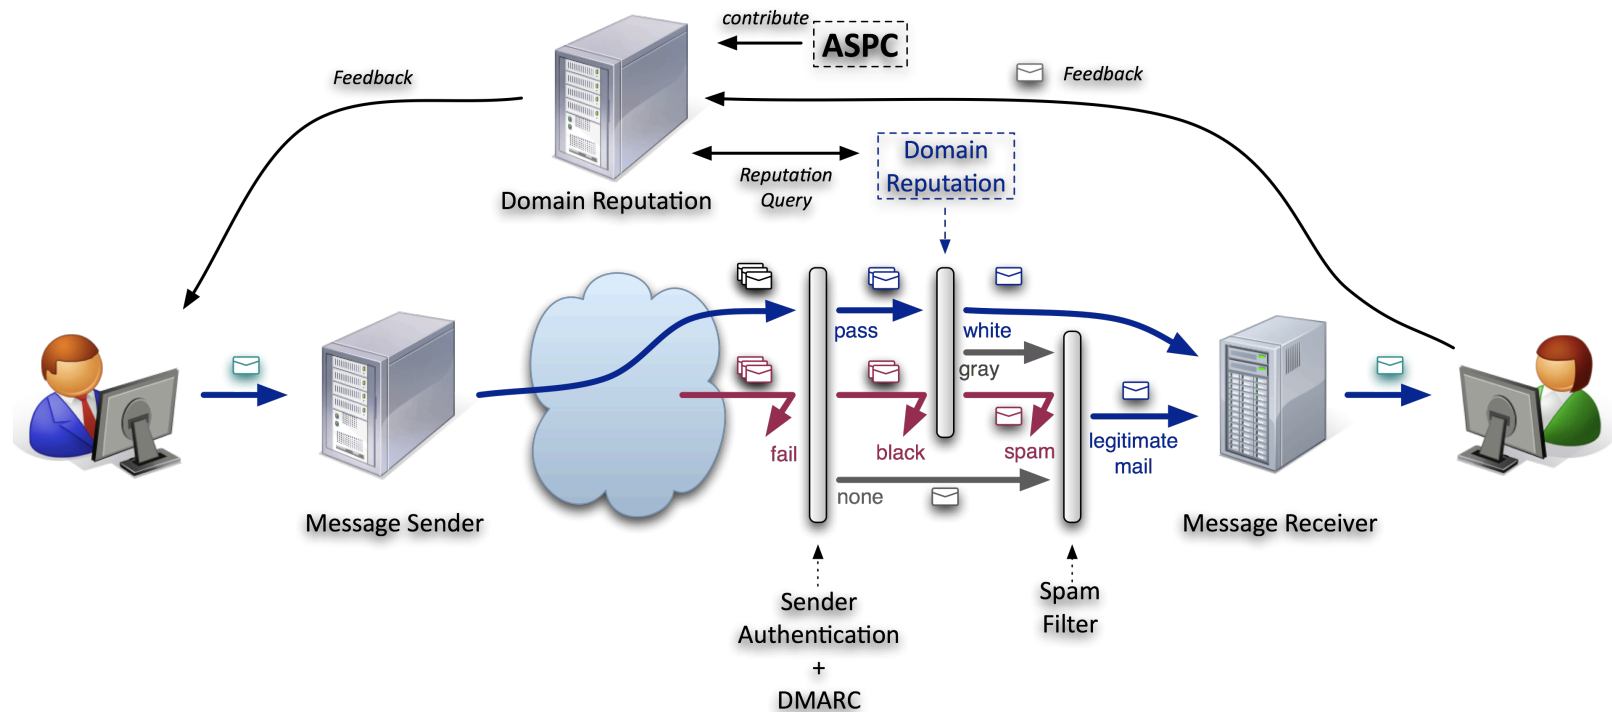 contribute
ASPC
Feedback
Feedback
Domain
Reputation
Reputation
Query
Domain Reputation
pass
white
gray
fail
black
spam
legitimate
mail
none
Message Sender
Message Receiver
Sender
Authentication
+
DMARC
Spam
Filter